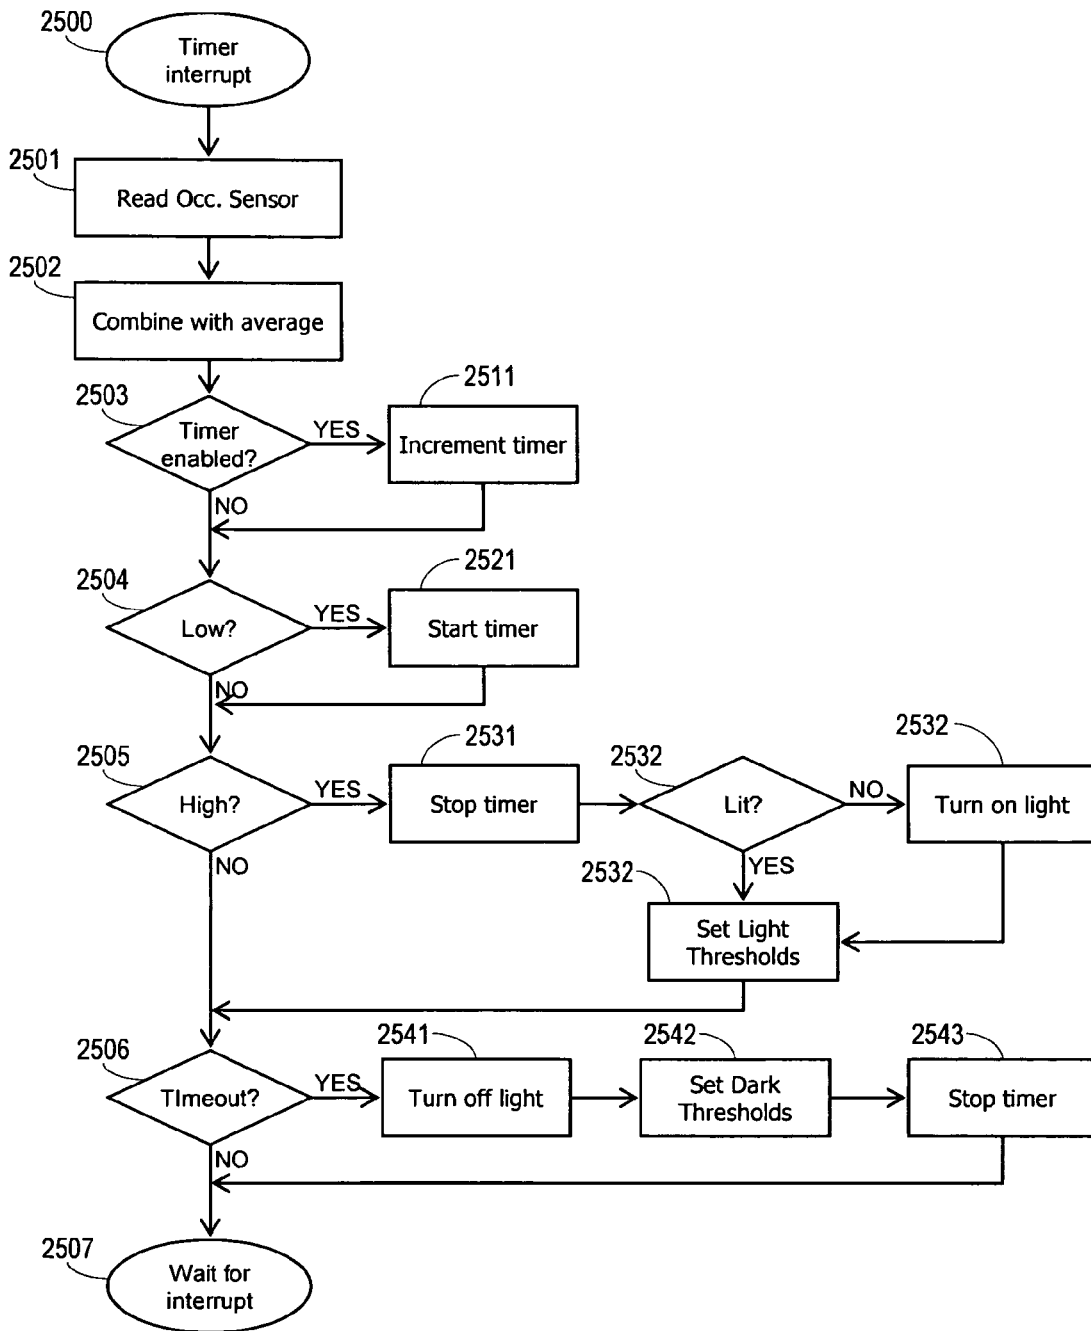 2500
Timer
interrupt
2501
Read Occ. Sensor
2502
Combine with average
2503
Timer
enabled?
YES
2511
Increment timer
NO
2504
Low?
YES
2521
Start timer
NO
2505
High?
YES
2531
Stop timer
2532
Lit?
NO
2532
Turn on light
NO
YES
2532
Set Light
Thresholds
2506
TImeout?
YES
2541
Turn off light
2542
Set Dark
Thresholds
2543
Stop timer
NO
2507
Wait for
interrupt